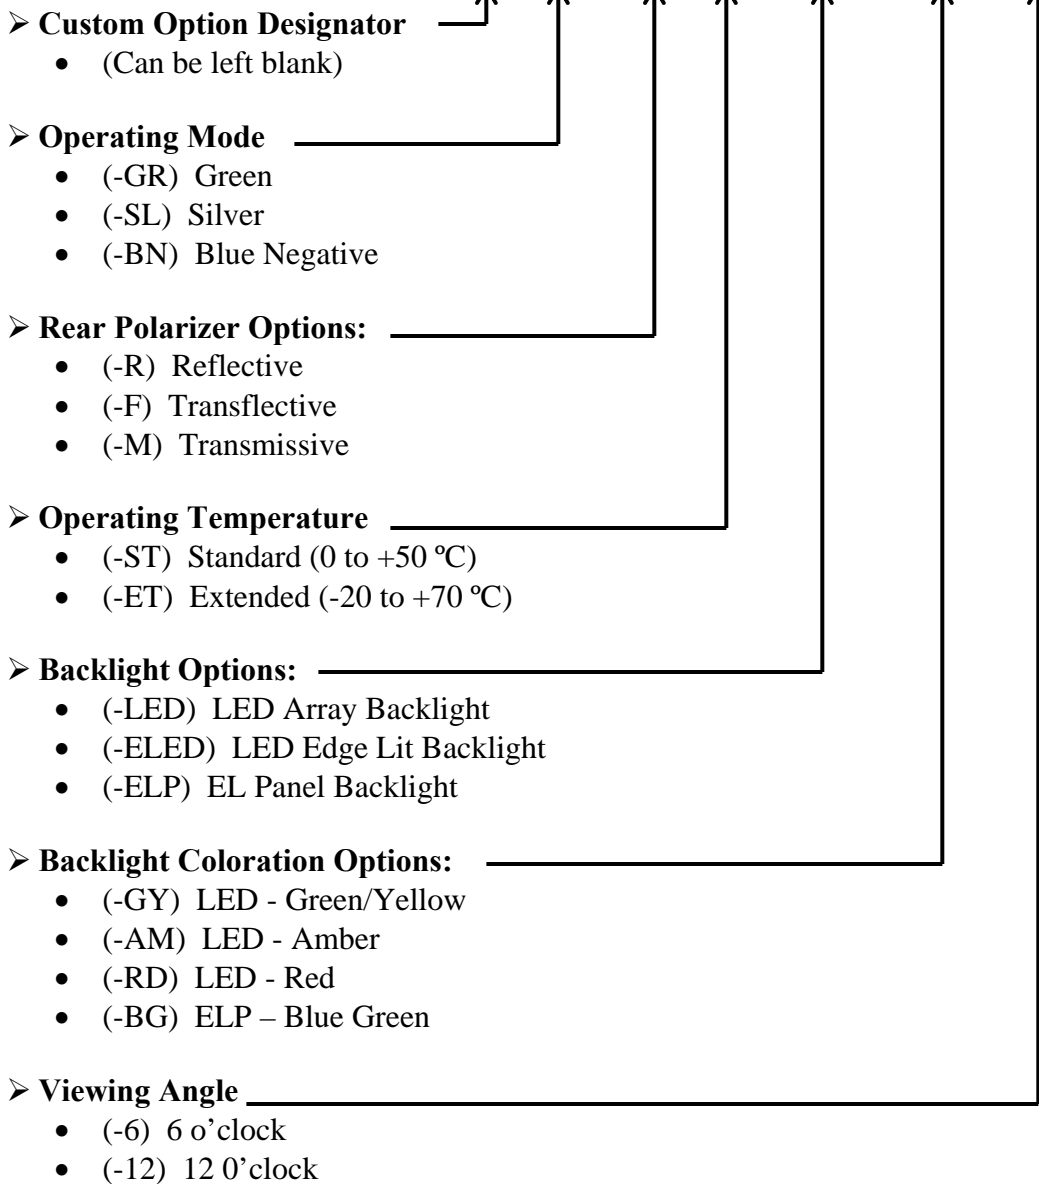 ➢ Custom Option Designator
• (Can be left blank)
➢ Operating Mode
• (-GR) Green
• (-SL) Silver
• (-BN) Blue Negative
➢ Rear Polarizer Options:
• (-R) Reflective
• (-F) Transflective
• (-M) Transmissive
➢ Operating Temperature
• (-ST) Standard (0 to +50 ºC)
• (-ET) Extended (-20 to +70 ºC)
➢ Backlight Options:
• (-LED) LED Array Backlight
• (-ELED) LED Edge Lit Backlight
• (-ELP) EL Panel Backlight
➢ Backlight Coloration Options:
• (-GY) LED - Green/Yellow
• (-AM) LED - Amber
• (-RD) LED - Red
• (-BG) ELP – Blue Green
➢ Viewing Angle
• (-6) 6 o’clock
• (-12) 12 0’clock